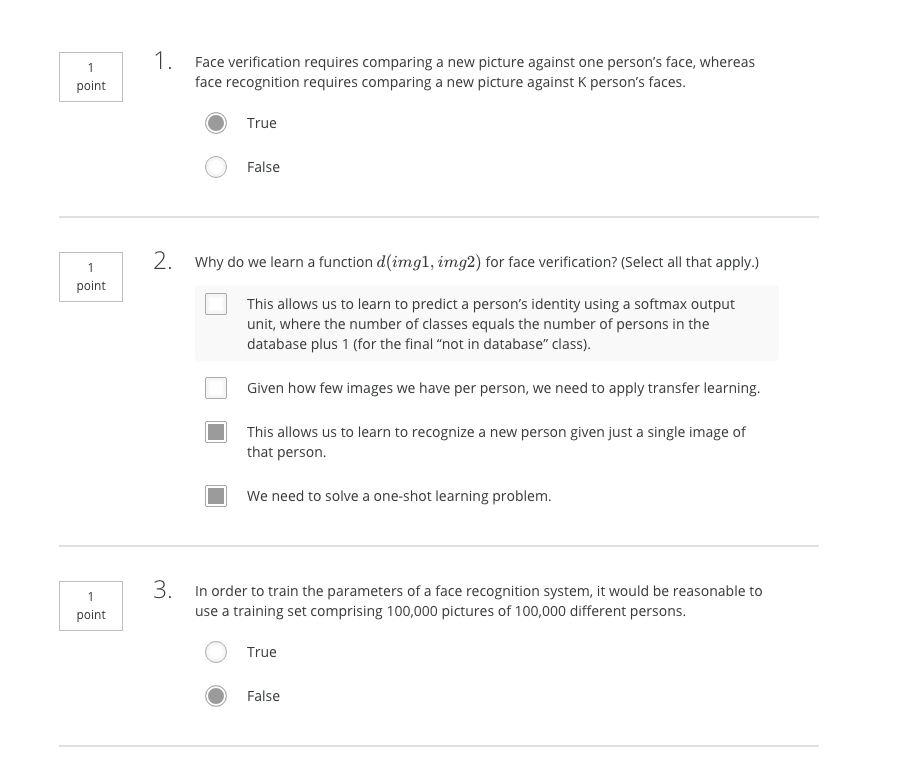 1
point
1.
Face verification requires comparing a new picture against one person’s face, whereas
face recognition requires comparing a new picture against K person’s faces.
True
False
1
point
2.
Why do we learn a function d(img1, img2) for face verification? (Select all that apply.)
This allows us to learn to predict a person’s identity using a softmax output
unit, where the number of classes equals the number of persons in the
database plus 1 (for the final “not in database” class).
Given how few images we have per person, we need to apply transfer learning.
This allows us to learn to recognize a new person given just a single image of
that person.
We need to solve a one-shot learning problem.
1
point
3.
In order to train the parameters of a face recognition system, it would be reasonable to
use a training set comprising 100,000 pictures of 100,000 different persons.
True
False